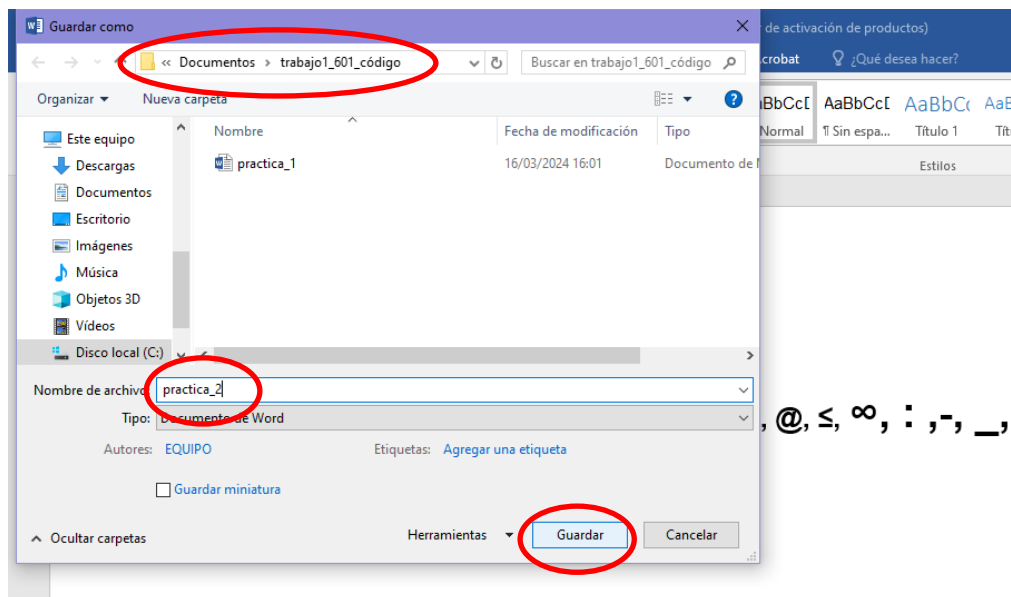 Guardar como
de activación de productos)
« Documentos › trabajo1_601_código
Buscar en trabajo1_601_código
crobat
¿Qué desea hacer?
Organizar
Nueva carpeta
Este equipo
Descargas
Documentos
Escritorio
Imágenes
Música
Objetos 3D
Vídeos
Disco local (C:)
Nombre
Fecha de modificación
Tipo
practica_1
16/03/2024 16:01
Documento de
BbCcD AaBbCcD AaBbC AaB
Normal
¶ Sin espa...
Título 1
Tít
Estilos
Nombre de archivo: practica_2
Tipo: Documento de Word
Autores: EQUIPO
Etiquetas: Agregar una etiqueta
Guardar miniatura
Ocultar carpetas
Herramientas
Guardar
Cancelar
, @, ≤, ∞, : ,-, _,